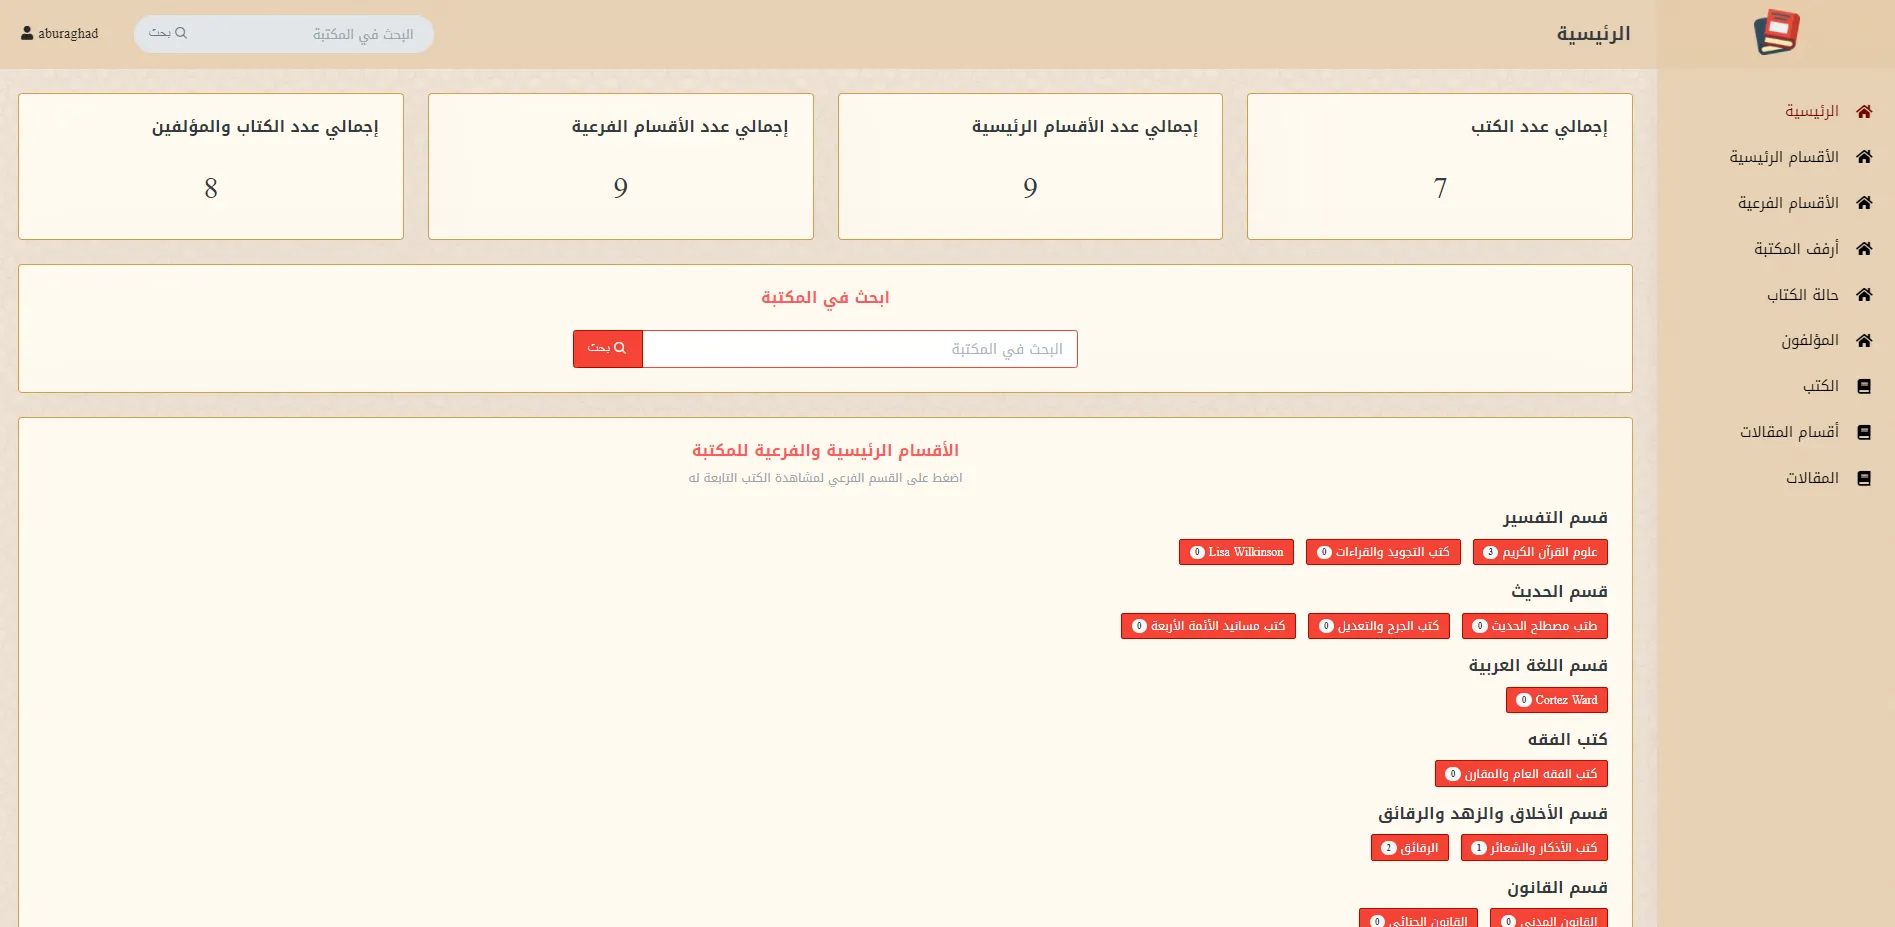 الرئيسية
البحث في المكتبة
بحث
aburaghad
الرئيسية
الأقسام الرئيسية
الأقسام الفرعية
أرفف المكتبة
حالة الكتاب
المؤلفون
الكتب
أقسام المقالات
المقالات
إجمالي عدد الكتب
7
إجمالي عدد الأقسام الرئيسية
9
إجمالي عدد الأقسام الفرعية
9
إجمالي عدد الكتاب والمؤلفين
8
ابحث في المكتبة
البحث في المكتبة
بحث
الأقسام الرئيسية والفرعية للمكتبة
اضغط على القسم الفرعي لمشاهدة الكتب التابعة له
قسم التفسير
علوم القرآن الكريم 3
كتب التجويد والقراءات 0
Lisa Wilkinson 0
قسم الحديث
طتب مصطلح الحديث 0
كتب الجرح والتعديل 0
كتب مسانيد الأئمة الأربعة 0
قسم اللغة العربية
Cortez Ward 0
كتب الفقه
كتب الفقه العام والمقارن 0
قسم الأخلاق والزهد والرقائق
كتب الأذكار والشعائر 1
الرقائق 2
قسم القانون
القانون المدني 0
القانون الجنائي 0